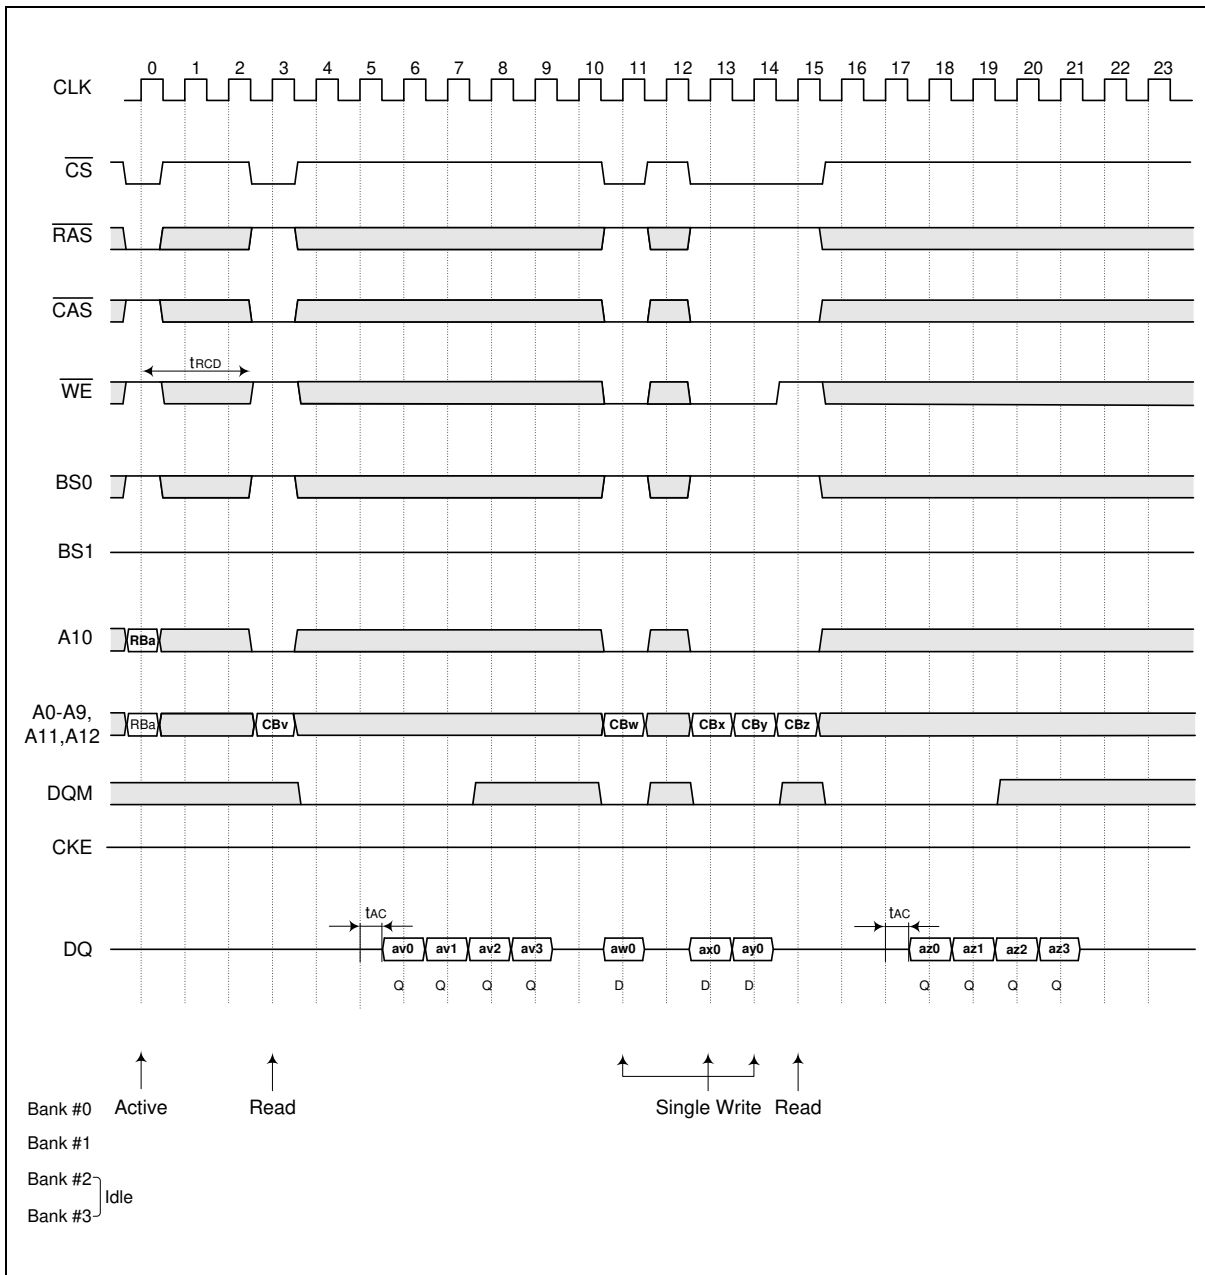 0 1 2 3 4 5 6 7 8 9 10 11 12 13 14 15 16 17 18 19 20 21 22 23
CLK
CS
RAS
CAS
tRCD
WE
BS0
BS1
A10 RBa
A0-A9,
A11,A12
RBa CBv CBw CBx CBy CBz
DQM
CKE
tAC tAC
DQ av0 av1 av2 av3 aw0 ax0 ay0 az0 az1 az2 az3
Q Q Q Q D D D Q Q Q Q
Bank #0 Active Read Single Write Read
Bank #1
Bank #2
Idle
Bank #3